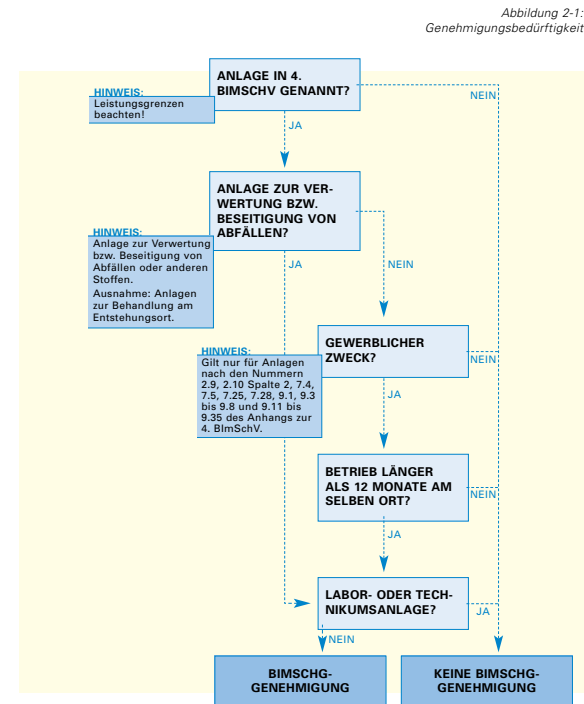 Abbildung 2-1:
Genehmigungsbedürftigkeit
ANLAGE IN 4.
BIMSCHV GENANNT?
HINWEIS:
Leistungsgrenzen
beachten!
NEIN
JA
ANLAGE ZUR VER-
WERTUNG BZW.
BESEITIGUNG VON
ABFÄLLEN?
HINWEIS:
Anlage zur Verwertung
bzw. Beseitigung von
Abfällen oder anderen
Stoffen.
Ausnahme: Anlagen
zur Behandlung am
Entstehungsort.
JA
NEIN
GEWERBLICHER
ZWECK?
NEIN
HINWEIS:
Gilt nur für Anlagen
nach den Nummern
2.9, 2.10 Spalte 2, 7.4,
7.5, 7.25, 7.28, 9.1, 9.3
bis 9.8 und 9.11 bis
9.35 des Anhangs zur
4. BImSchV.
JA
BETRIEB LÄNGER
ALS 12 MONATE AM
SELBEN ORT?
NEIN
JA
LABOR- ODER TECH-
NIKUMSANLAGE?
JA
NEIN
BIMSCHG-
GENEHMIGUNG
KEINE BIMSCHG-
GENEHMIGUNG